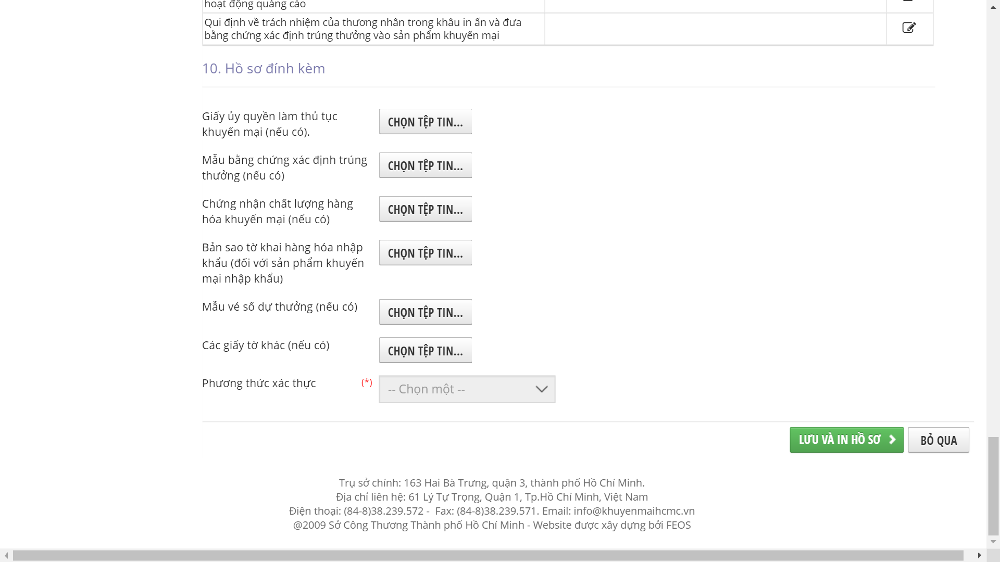 hoạt động quảng cáo
Qui định về trách nhiệm của thương nhân trong khâu in ấn và đưa
bằng chứng xác định trúng thưởng vào sản phẩm khuyến mại
10. Hồ sơ đính kèm
Giấy ủy quyền làm thủ tục
khuyến mại (nếu có).
CHỌN TỆP TIN...
Mẫu bằng chứng xác định trúng
thưởng (nếu có)
CHỌN TỆP TIN...
Chứng nhận chất lượng hàng
hóa khuyến mại (nếu có)
CHỌN TỆP TIN...
Bản sao tờ khai hàng hóa nhập
khẩu (đối với sản phẩm khuyến
mại nhập khẩu)
CHỌN TỆP TIN...
Mẫu vé số dự thưởng (nếu có)
CHỌN TỆP TIN...
Các giấy tờ khác (nếu có)
CHỌN TỆP TIN...
Phương thức xác thực (*) -- Chọn một --
LƯU VÀ IN HỒ SƠ BỎ QUA
Trụ sở chính: 163 Hai Bà Trưng, quận 3, thành phố Hồ Chí Minh.
Địa chỉ liên hệ: 61 Lý Tự Trọng, Quận 1, Tp.Hồ Chí Minh, Việt Nam
Điện thoại: (84-8)38.239.572 - Fax: (84-8)38.239.571. Email: info@khuyenmaihcmc.vn
@2009 Sở Công Thương Thành phố Hồ Chí Minh - Website được xây dựng bởi FEOS